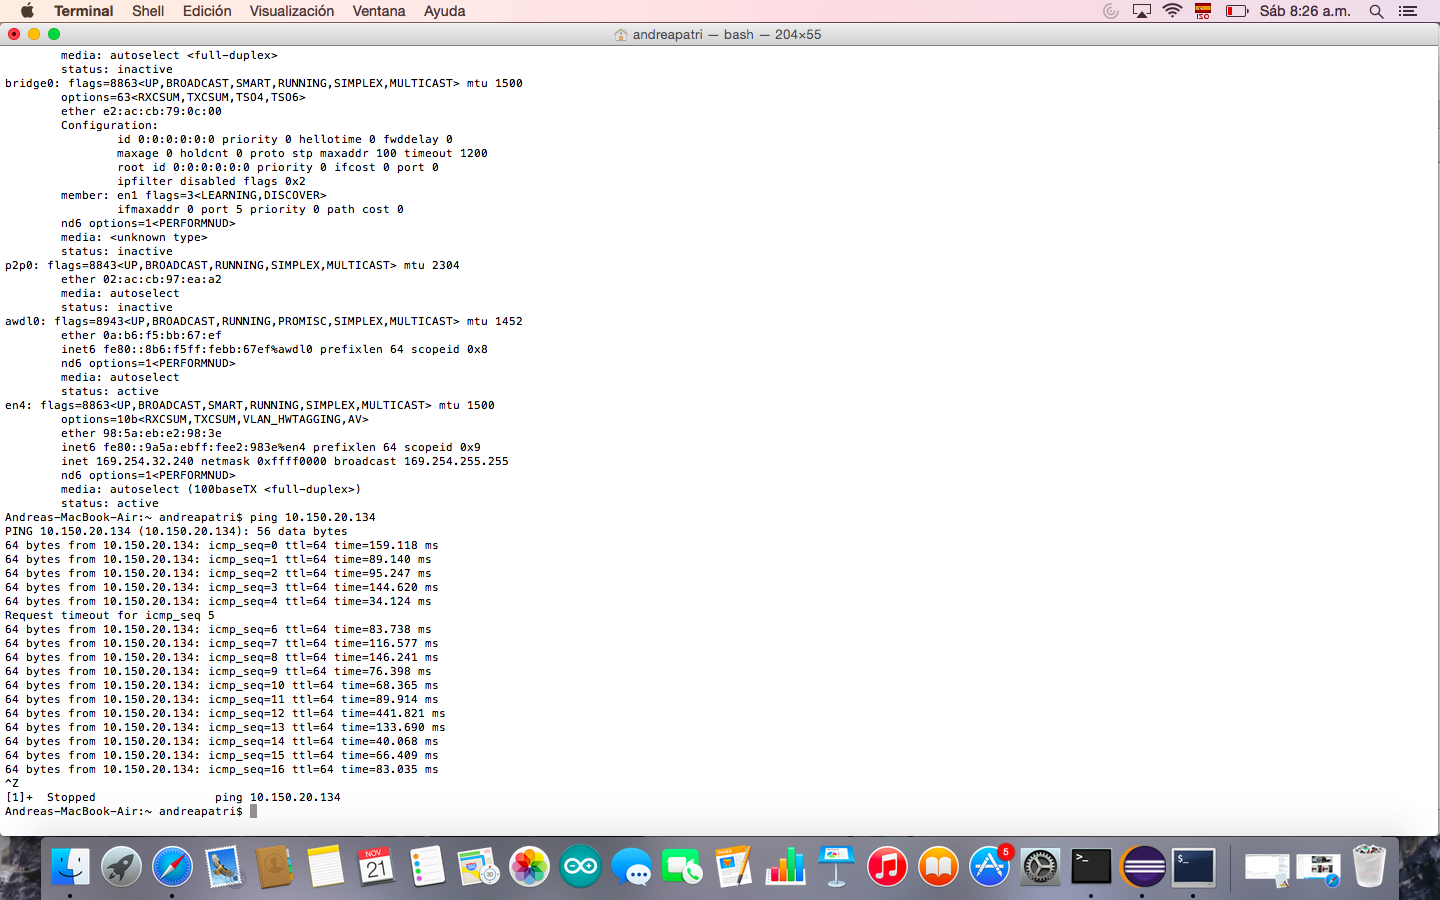 Terminal Shell Edición Visualización Ventana Ayuda ISO Sáb 8:26 a.m.
andreapatri — bash — 204×55
media: autoselect <full-duplex>
status: inactive
bridge0: flags=8863<UP,BROADCAST,SMART,RUNNING,SIMPLEX,MULTICAST> mtu 1500
options=63<RXCSUM,TXCSUM,TSO4,TSO6>
ether e2:ac:cb:79:0c:00
Configuration:
id 0:0:0:0:0:0 priority 0 hellotime 0 fwddelay 0
maxage 0 holdcnt 0 proto stp maxaddr 100 timeout 1200
root id 0:0:0:0:0:0 priority 0 ifcost 0 port 0
ipfilter disabled flags 0x2
member: en1 flags=3<LEARNING,DISCOVER>
ifmaxaddr 0 port 5 priority 0 path cost 0
nd6 options=1<PERFORMNUD>
media: <unknown type>
status: inactive
p2p0: flags=8843<UP,BROADCAST,RUNNING,SIMPLEX,MULTICAST> mtu 2304
ether 02:ac:cb:97:ea:a2
media: autoselect
status: inactive
awdl0: flags=8943<UP,BROADCAST,RUNNING,PROMISC,SIMPLEX,MULTICAST> mtu 1452
ether 0a:b6:f5:bb:67:ef
inet6 fe80::8b6:f5ff:febb:67ef%awdl0 prefixlen 64 scopeid 0x8
nd6 options=1<PERFORMNUD>
media: autoselect
status: active
en4: flags=8863<UP,BROADCAST,SMART,RUNNING,SIMPLEX,MULTICAST> mtu 1500
options=10b<RXCSUM,TXCSUM,VLAN_HWTAGGING,AV>
ether 98:5a:eb:e2:98:3e
inet6 fe80::9a5a:ebff:fee2:983e%en4 prefixlen 64 scopeid 0x9
inet 169.254.32.240 netmask 0xffff0000 broadcast 169.254.255.255
nd6 options=1<PERFORMNUD>
media: autoselect (100baseTX <full-duplex>)
status: active
Andreas-MacBook-Air:~ andreapatri$ ping 10.150.20.134
PING 10.150.20.134 (10.150.20.134): 56 data bytes
64 bytes from 10.150.20.134: icmp_seq=0 ttl=64 time=159.118 ms
64 bytes from 10.150.20.134: icmp_seq=1 ttl=64 time=89.140 ms
64 bytes from 10.150.20.134: icmp_seq=2 ttl=64 time=95.247 ms
64 bytes from 10.150.20.134: icmp_seq=3 ttl=64 time=144.620 ms
64 bytes from 10.150.20.134: icmp_seq=4 ttl=64 time=34.124 ms
Request timeout for icmp_seq 5
64 bytes from 10.150.20.134: icmp_seq=6 ttl=64 time=83.738 ms
64 bytes from 10.150.20.134: icmp_seq=7 ttl=64 time=116.577 ms
64 bytes from 10.150.20.134: icmp_seq=8 ttl=64 time=146.241 ms
64 bytes from 10.150.20.134: icmp_seq=9 ttl=64 time=76.398 ms
64 bytes from 10.150.20.134: icmp_seq=10 ttl=64 time=68.365 ms
64 bytes from 10.150.20.134: icmp_seq=11 ttl=64 time=89.914 ms
64 bytes from 10.150.20.134: icmp_seq=12 ttl=64 time=441.821 ms
64 bytes from 10.150.20.134: icmp_seq=13 ttl=64 time=133.690 ms
64 bytes from 10.150.20.134: icmp_seq=14 ttl=64 time=40.068 ms
64 bytes from 10.150.20.134: icmp_seq=15 ttl=64 time=66.409 ms
64 bytes from 10.150.20.134: icmp_seq=16 ttl=64 time=83.035 ms
^Z
[1]+ Stopped ping 10.150.20.134
Andreas-MacBook-Air:~ andreapatri$
NOV
21
PAGES
5